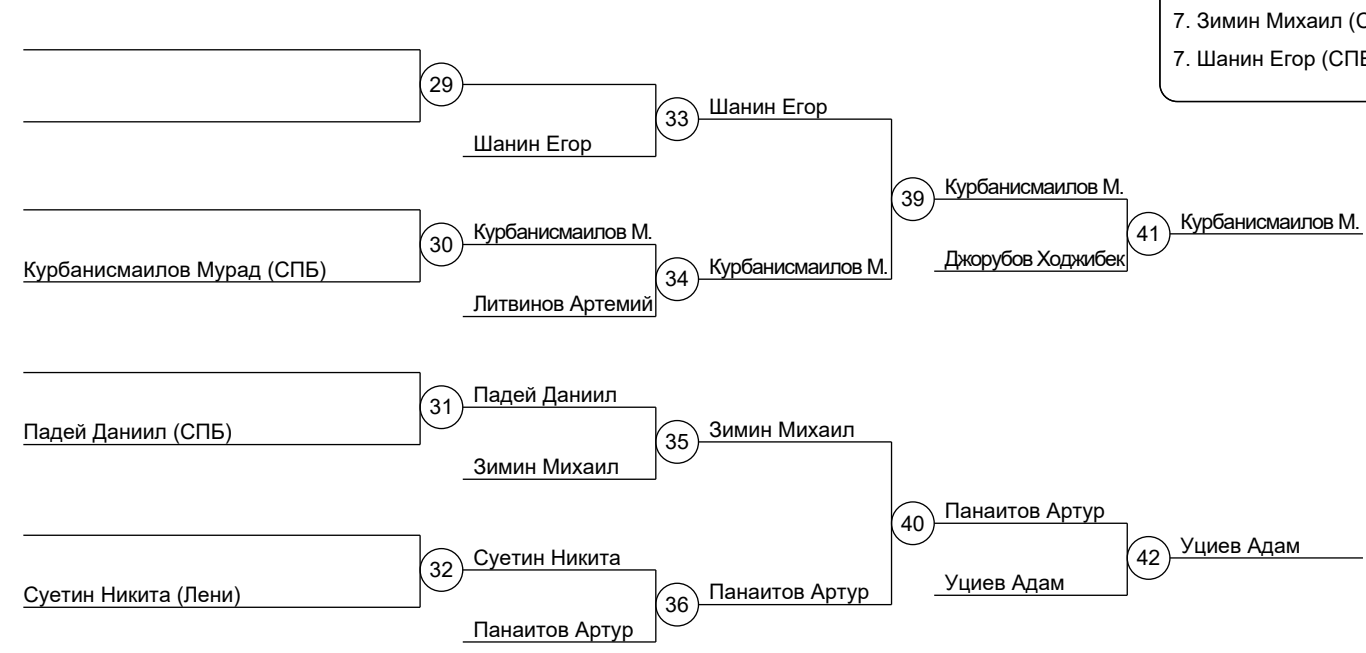 7. Зимин Михаил (С
7. Шанин Егор (СПБ
29
33
Шанин Егор
Шанин Егор
39
Курбанисмаилов М.
41
Курбанисмаилов М.
30
Курбанисмаилов М.
Курбанисмаилов Мурад (СПБ)
34
Курбанисмаилов М.
Джорубов Ходжибек
Литвинов Артемий
31
Падей Даниил
Падей Даниил (СПБ)
35
Зимин Михаил
Зимин Михаил
40
Панаитов Артур
42
Уциев Адам
32
Суетин Никита
Уциев Адам
Суетин Никита (Лени)
36
Панаитов Артур
Панаитов Артур